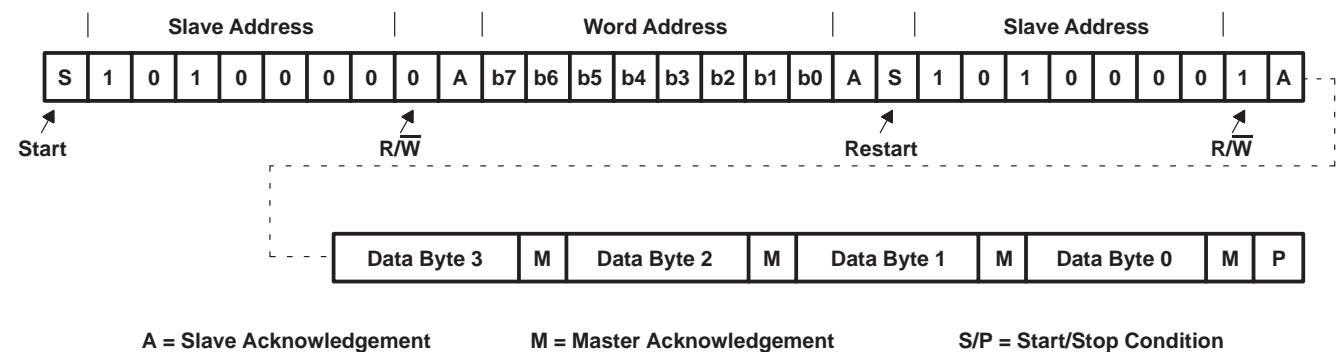 Slave Address Word Address Slave Address
S 1 0 1 0 0 0 0 0 A b7 b6 b5 b4 b3 b2 b1 b0 A S 1 0 1 0 0 0 0 1 A
Start R/W̅ Restart R/W̅
Data Byte 3 M Data Byte 2 M Data Byte 1 M Data Byte 0 M P
A = Slave Acknowledgement M = Master Acknowledgement S/P = Start/Stop Condition